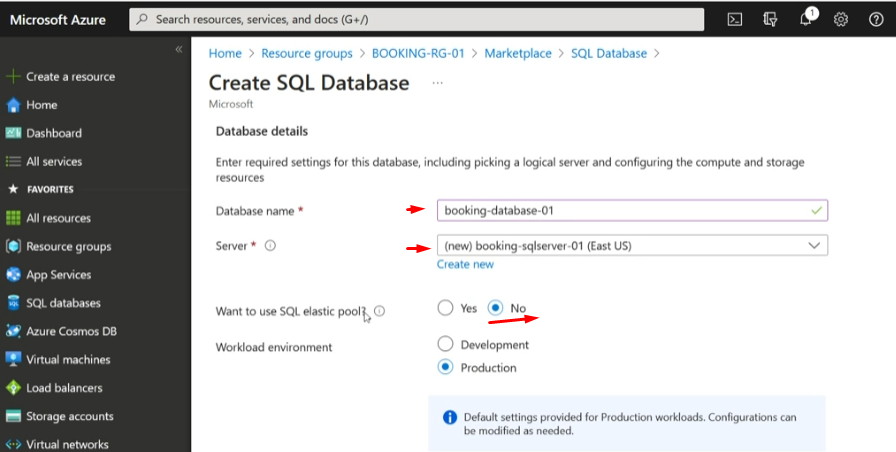 Microsoft Azure
Search resources, services, and docs (G+/)
1
Create a resource
Home
Dashboard
All services
FAVORITES
All resources
Resource groups
App Services
SQL databases
Azure Cosmos DB
Virtual machines
Load balancers
Storage accounts
Virtual networks
Home > Resource groups > BOOKING-RG-01 > Marketplace > SQL Database >
Create SQL Database ...
Microsoft
Database details
Enter required settings for this database, including picking a logical server and configuring the compute and storage
resources
Database name * booking-database-01
Server * (new) booking-sqlserver-01 (East US)
Create new
Want to use SQL elastic pool? Yes No
Workload environment Development
Production
Default settings provided for Production workloads. Configurations can
be modified as needed.